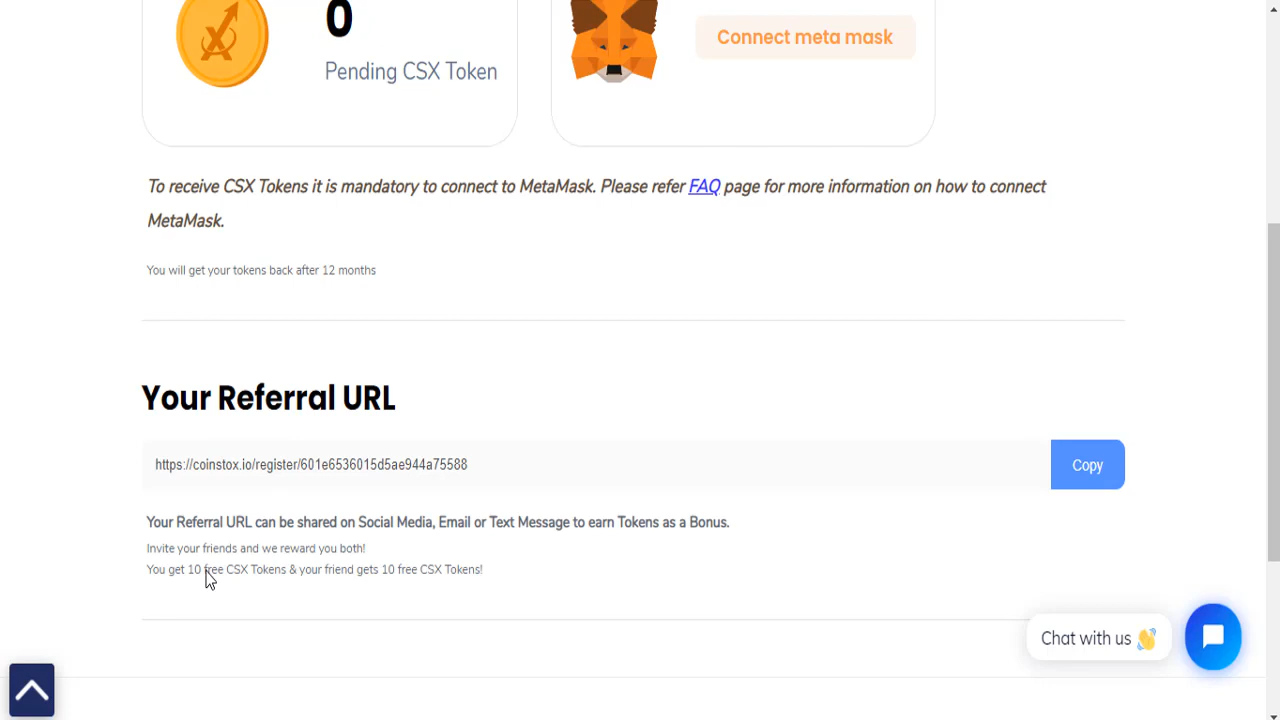 0
Pending CSX Token
Connect meta mask
To receive CSX Tokens it is mandatory to connect to MetaMask. Please refer FAQ page for more information on how to connect
MetaMask.
You will get your tokens back after 12 months
Your Referral URL
https://coinstox.io/register/601e6536015d5ae944a75588
Copy
Your Referral URL can be shared on Social Media, Email or Text Message to earn Tokens as a Bonus.
Invite your friends and we reward you both!
You get 10 free CSX Tokens & your friend gets 10 free CSX Tokens!
Chat with us 👋